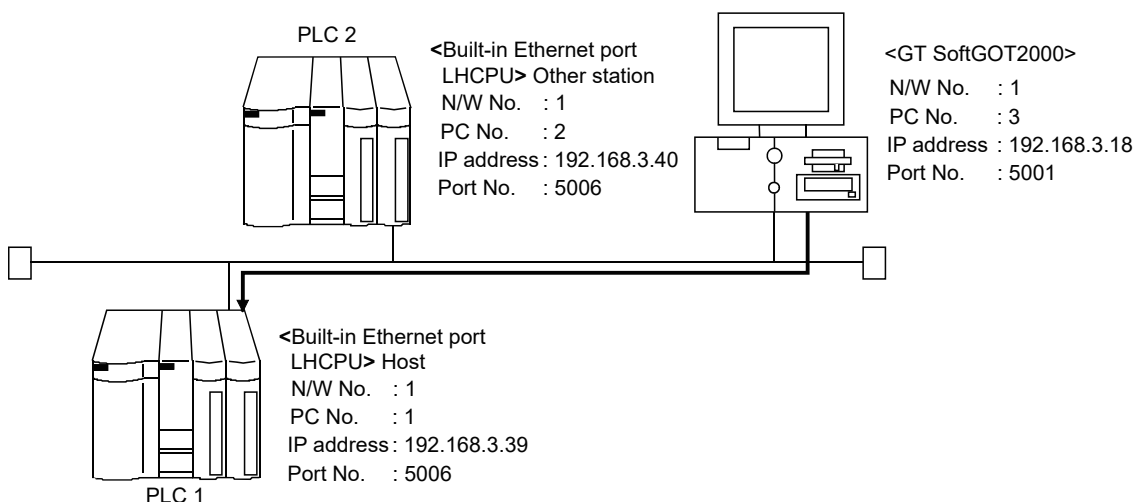 PLC 2
<Built-in Ethernet port
LHCPU> Other station
N/W No. : 1
PC No. : 2
IP address : 192.168.3.40
Port No. : 5006
<GT SoftGOT2000>
N/W No. : 1
PC No. : 3
IP address : 192.168.3.18
Port No. : 5001
<Built-in Ethernet port
LHCPU> Host
N/W No. : 1
PC No. : 1
IP address : 192.168.3.39
Port No. : 5006
PLC 1